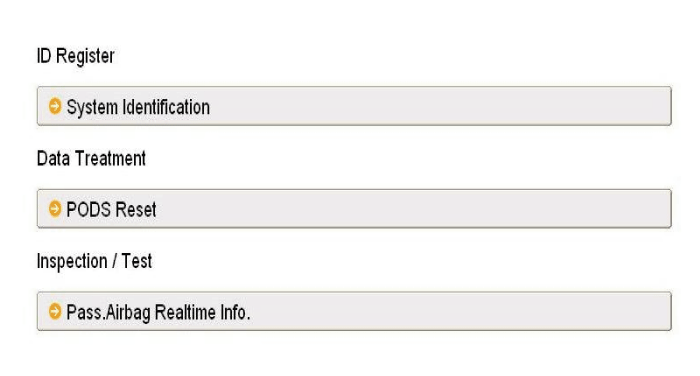 ID Register
System Identification
Data Treatment
PODS Reset
Inspection / Test
Pass.Airbag Realtime Info.